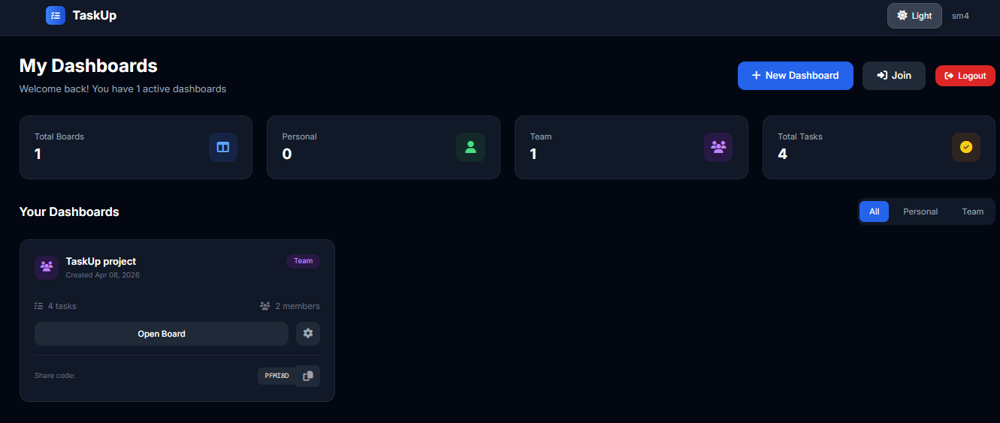 TaskUp
Light
sm4
My Dashboards
Welcome back! You have 1 active dashboards
New Dashboard
Join
Logout
Total Boards
1
Personal
0
Team
1
Total Tasks
4
Your Dashboards
All
Personal
Team
TaskUp project
Team
Created Apr 08, 2026
4 tasks
2 members
Open Board
Share code:
PFMI8D